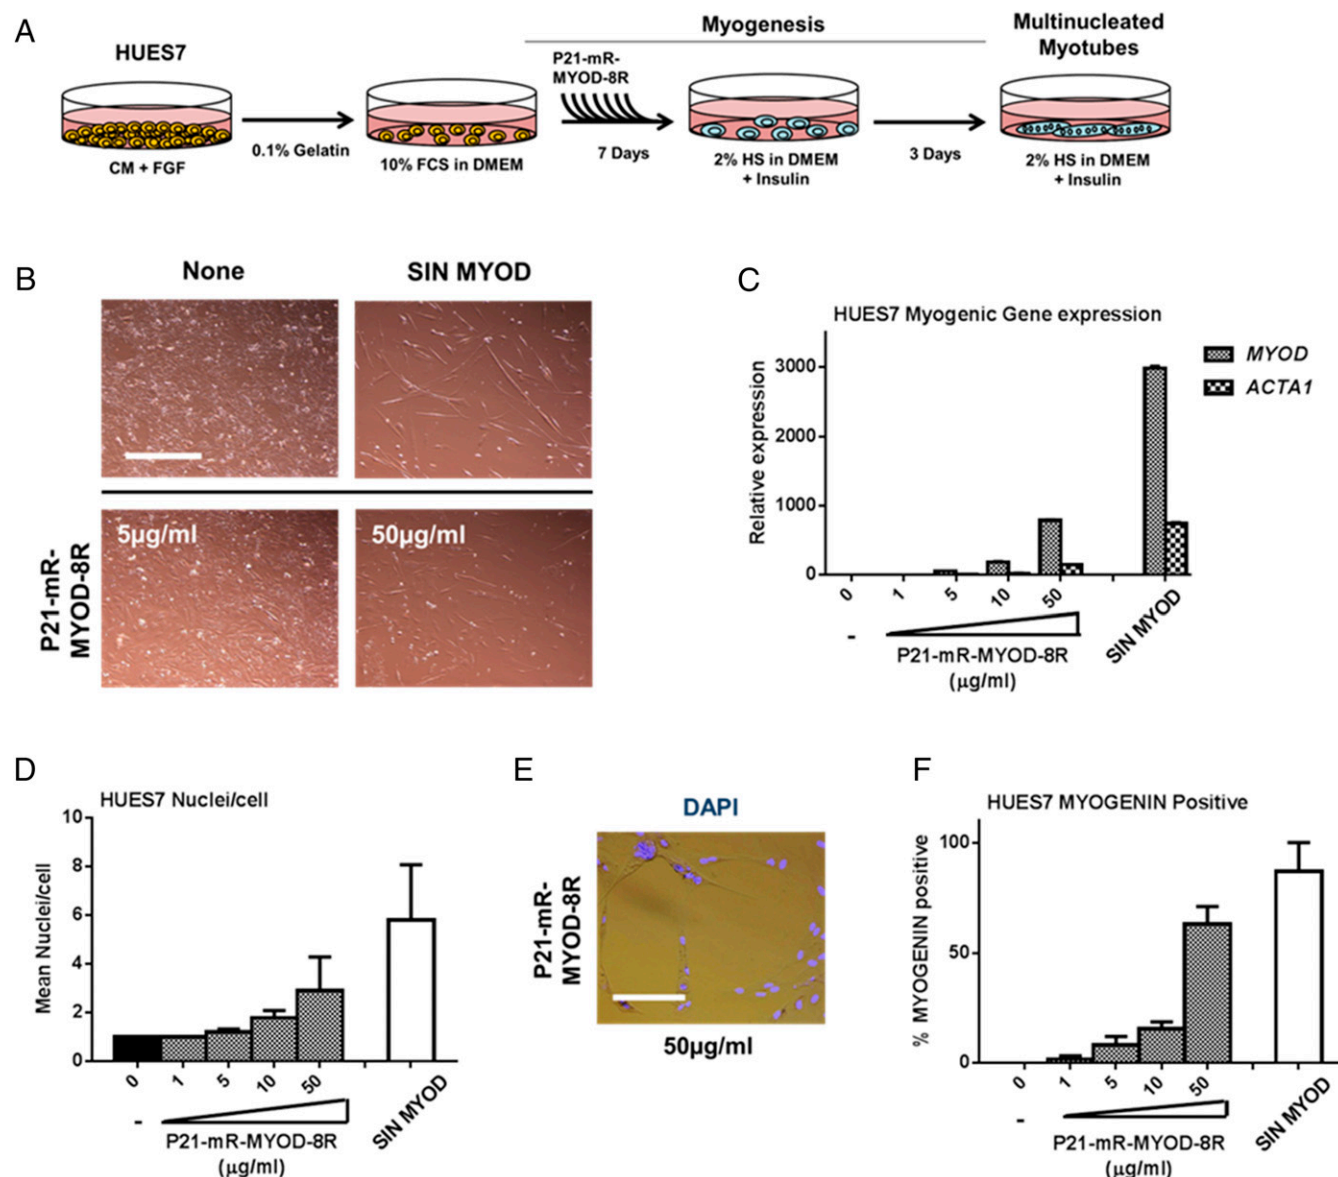 A
HUES7
CM + FGF
0.1% Gelatin
10% FCS in DMEM
Myogenesis
P21-mR-
MYOD-8R
7 Days
2% HS in DMEM
+ Insulin
3 Days
Multinucleated
Myotubes
2% HS in DMEM
+ Insulin
B
None
SIN MYOD
P21-mR-
MYOD-8R
5µg/ml
50µg/ml
C
HUES7 Myogenic Gene expression
Relative expression
3000
2000
1000
0
MYOD
ACTA1
0
1
5
10
50
SIN MYOD
-
P21-mR-MYOD-8R
(µg/ml)
D
HUES7 Nuclei/cell
Mean Nuclei/cell
10
8
6
4
2
0
0
1
5
10
50
SIN MYOD
-
P21-mR-MYOD-8R
(µg/ml)
E
DAPI
P21-mR-
MYOD-8R
50µg/ml
F
HUES7 MYOGENIN Positive
% MYOGENIN positive
100
50
0
0
1
5
10
50
SIN MYOD
-
P21-mR-MYOD-8R
(µg/ml)